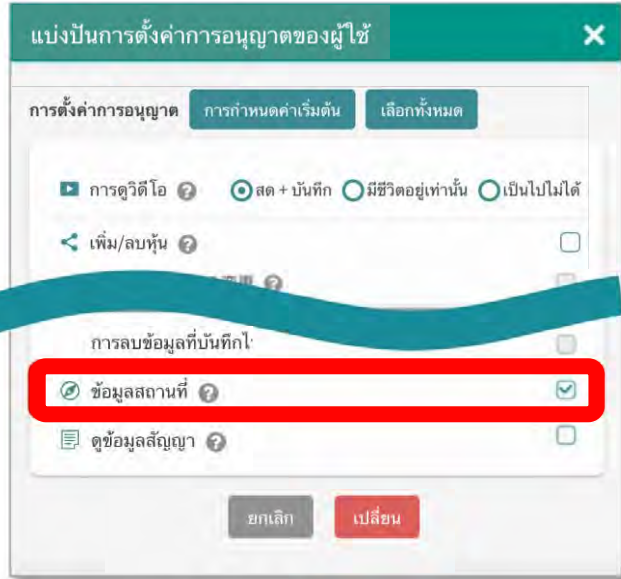 แบ่งปันการตั้งค่าการอนุญาตของผู้ใช้
การตั้งค่าการอนุญาต การกำหนดค่าเริ่มต้น เลือกทั้งหมด
การดูวิดีโอ สด + บันทึก มีชีวิตอยู่เท่านั้น เป็นไปไม่ได้
เพิ่ม/ลบหุ้น
การลบข้อมูลที่บันทึกไ
ข้อมูลสถานที่
ดูข้อมูลสัญญา
ยกเลิก เปลี่ยน